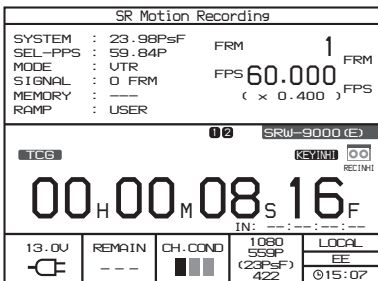 SR Motion Recording
SYSTEM : 23.98PsF
SEL-PPS : 59.84P
MODE : VTR
SIGNAL : 0 FRM
MEMORY : ---
RAMP : USER
FRM 1 FRM
FPS 60.000 FPS
( x 0.400 )
1 2 SRW-9000(E)
TCG KEYINHI
RECINHI
00H00M08S16F
IN: --:--:--:--
13.0V REMAIN CH.COND 1080 LOCAL
--- 559P EE
(23PsF) 15:07
422